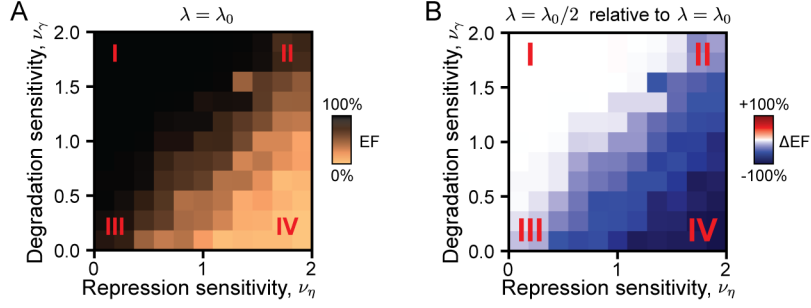 A
λ = λ₀
Degradation sensitivity, νγ
2.0
1.5
1.0
0.5
0.0
I
II
III
IV
0
1
2
Repression sensitivity, νη
100%
EF
0%
B
λ = λ₀/2 relative to λ = λ₀
Degradation sensitivity, νγ
2.0
1.5
1.0
0.5
0.0
I
II
III
IV
0
1
2
Repression sensitivity, νη
+100%
ΔEF
-100%